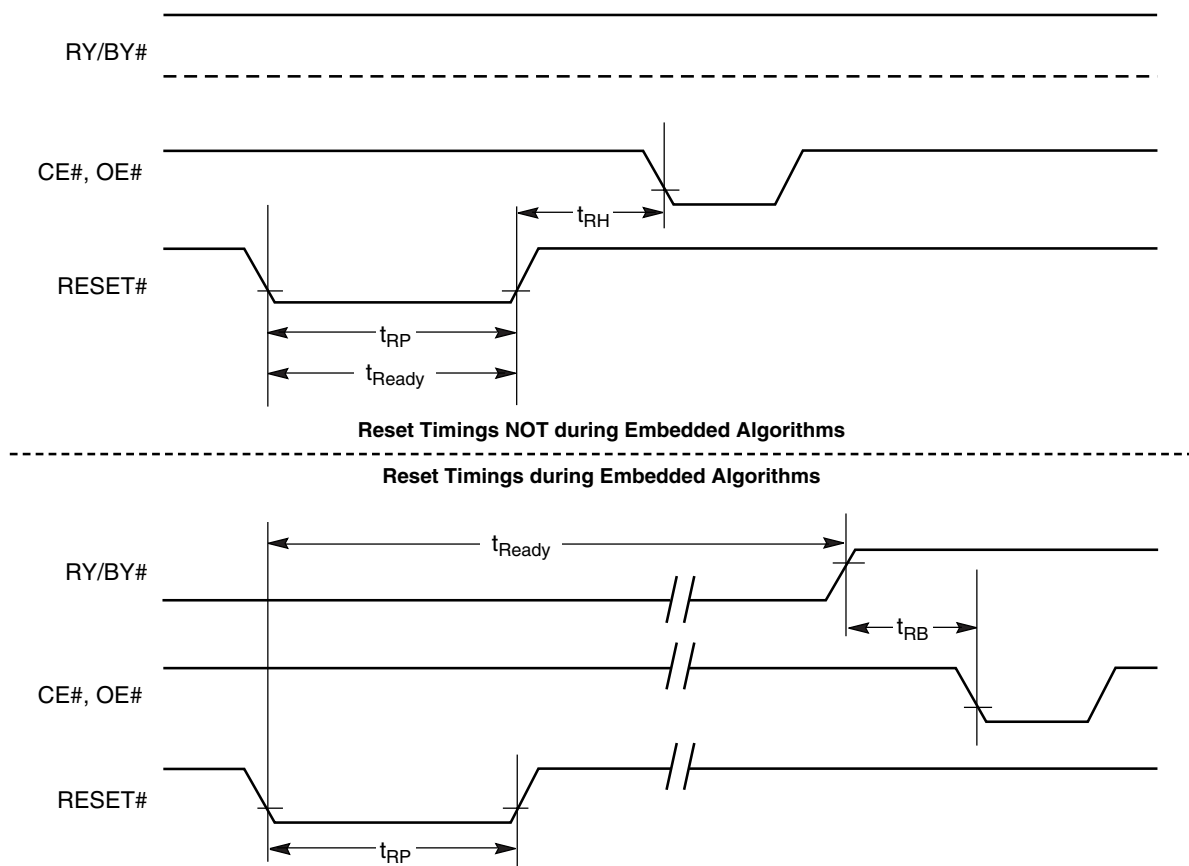 RY/BY#
CE#, OE#
tRH
RESET#
tRP
tReady
Reset Timings NOT during Embedded Algorithms
Reset Timings during Embedded Algorithms
tReady
RY/BY#
tRB
CE#, OE#
RESET#
tRP